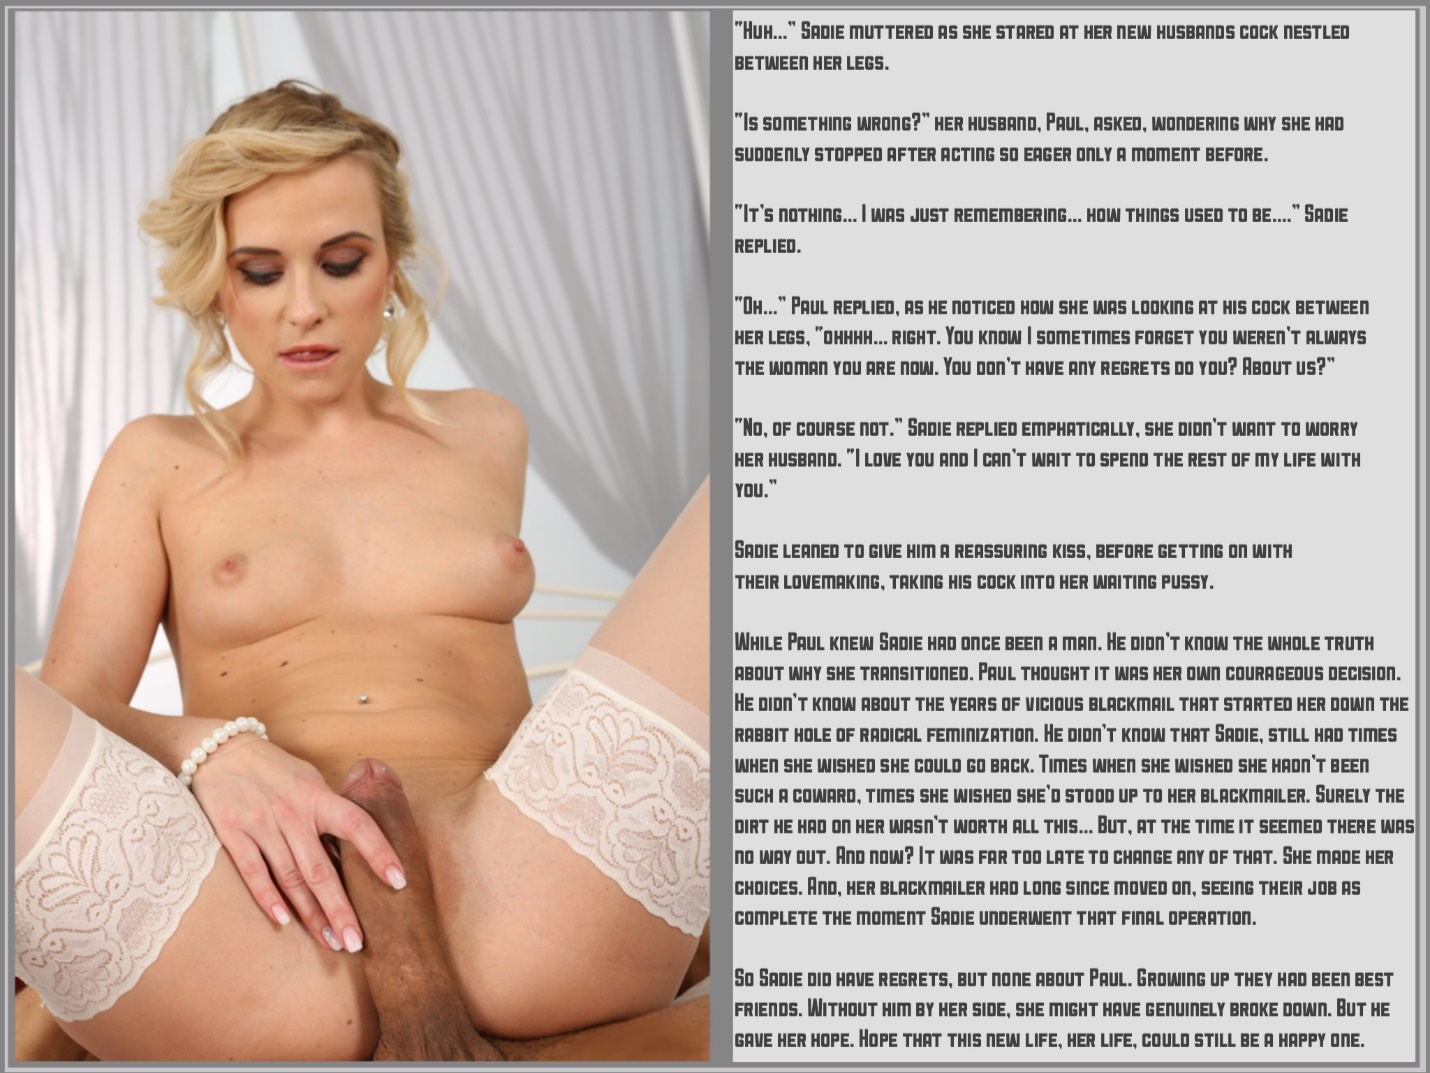 "Huh..." Sadie muttered as she stared at her new husbands cock nestled
between her legs.
"Is something wrong?" her husband, Paul, asked, wondering why she had
suddenly stopped after acting so eager only a moment before.
"It's nothing... I was just remembering... how things used to be...." Sadie
replied.
"Oh..." Paul replied, as he noticed how she was looking at his cock between
her legs, "ohhhh... right. You know I sometimes forget you weren't always
the woman you are now. You don't have any regrets do you? About us?"
"No, of course not." Sadie replied emphatically, she didn't want to worry
her husband. "I love you and I can't wait to spend the rest of my life with
you."
Sadie leaned to give him a reassuring kiss, before getting on with
their lovemaking, taking his cock into her waiting pussy.
While Paul knew Sadie had once been a man. He didn't know the whole truth
about why she transitioned. Paul thought it was her own courageous decision.
He didn't know about the years of vicious blackmail that started her down the
rabbit hole of radical feminization. He didn't know that Sadie, still had times
when she wished she could go back. Times when she wished she hadn't been
such a coward, times she wished she'd stood up to her blackmailer. Surely the
dirt he had on her wasn't worth all this... But, at the time it seemed there was
no way out. And now? It was far too late to change any of that. She made her
choices. And, her blackmailer had long since moved on, seeing their job as
complete the moment Sadie underwent that final operation.
So Sadie did have regrets, but none about Paul. Growing up they had been best
friends. Without him by her side, she might have genuinely broke down. But he
gave her hope. Hope that this new life, her life, could still be a happy one.